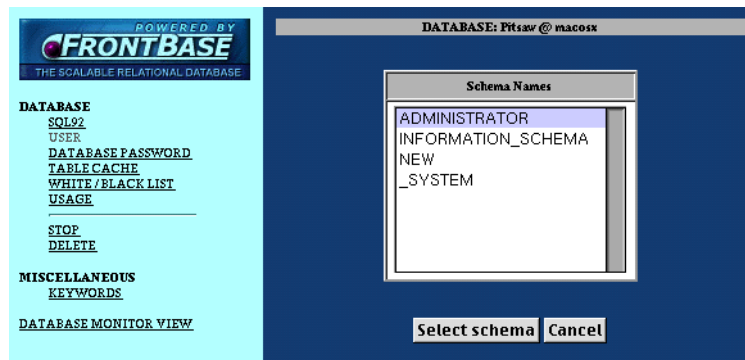 POWERED BY
FRONTBASE
THE SCALABLE RELATIONAL DATABASE
DATABASE
SQL92
USER
DATABASE PASSWORD
TABLE CACHE
WHITE / BLACK LIST
USAGE
STOP
DELETE
MISCELLANEOUS
KEYWORDS
DATABASE MONITOR VIEW
DATABASE: Pitsaw @ macosx
Schema Names
ADMINISTRATOR
INFORMATION_SCHEMA
NEW
_SYSTEM
Select schema
Cancel